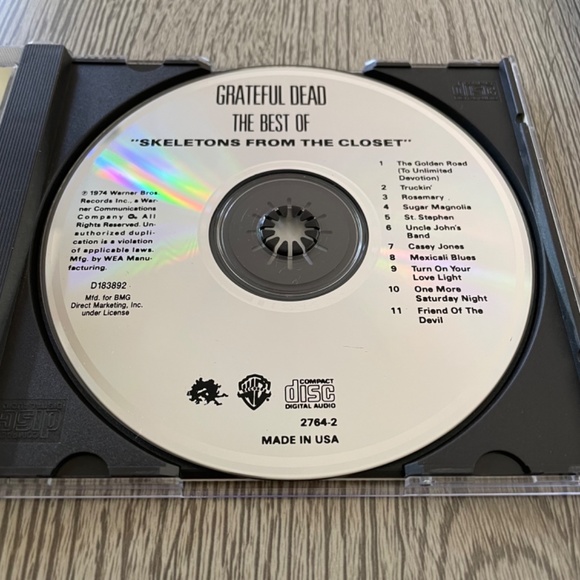 GRATEFUL DEAD
THE BEST OF
"SKELETONS FROM THE CLOSET"
℗ 1974 Warner Bros.
Records Inc., a War-
ner Communications
Company. All
Rights Reserved. Un-
authorized dupli-
cation is a violation
of applicable laws.
Mfg. by WEA Manu-
facturing.
D183892
Mfd. for BMG
Direct Marketing, Inc.
under License
1 The Golden Road
(To Unlimited
Devotion)
2 Truckin'
3 Rosemary
4 Sugar Magnolia
5 St. Stephen
6 Uncle John's
Band
7 Casey Jones
8 Mexicali Blues
9 Turn On Your
Love Light
10 One More
Saturday Night
11 Friend Of The
Devil
COMPACT
disc
DIGITAL AUDIO
2764-2
MADE IN USA